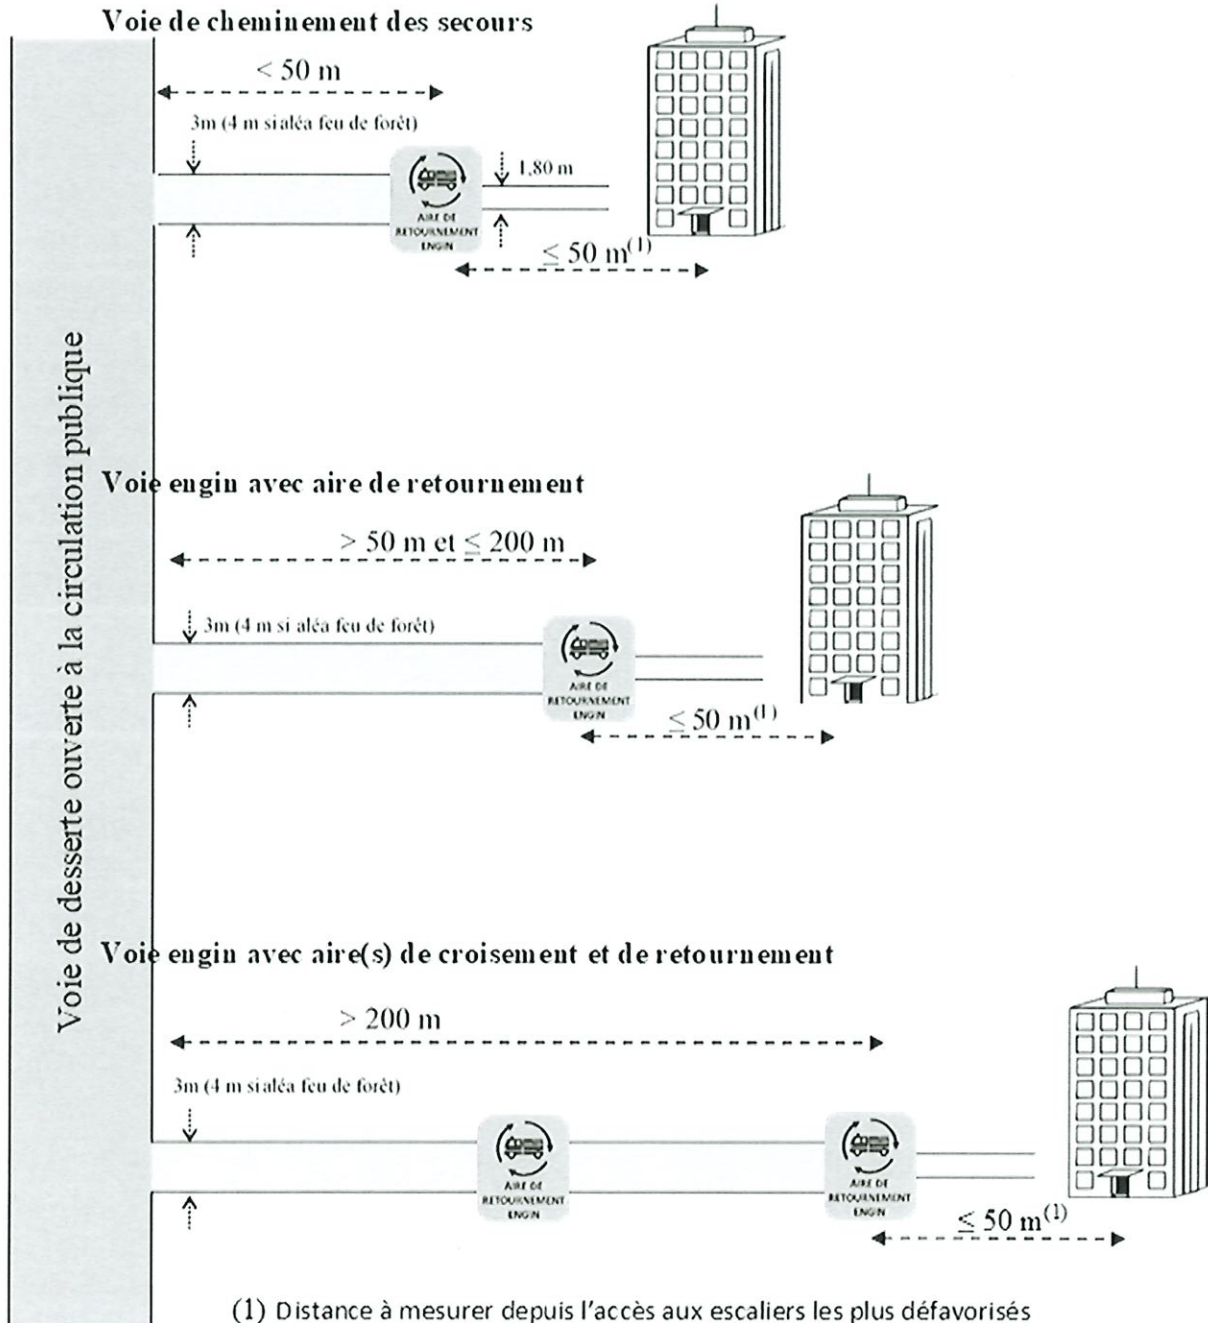 Voie de cheminement des secours
< 50 m
3m (4 m si aléa feu de forêt)
1,80 m
AIRE DE
RETOURNEMENT
ENGIN
≤ 50 m(1)
Voie de desserte ouverte à la circulation publique
Voie engin avec aire de retournement
> 50 m et ≤ 200 m
3m (4 m si aléa feu de forêt)
AIRE DE
RETOURNEMENT
ENGIN
≤ 50 m(1)
Voie engin avec aire(s) de croisement et de retournement
> 200 m
3m (4 m si aléa feu de forêt)
AIRE DE
RETOURNEMENT
ENGIN
AIRE DE
RETOURNEMENT
ENGIN
≤ 50 m(1)
(1) Distance à mesurer depuis l'accès aux escaliers les plus défavorisés